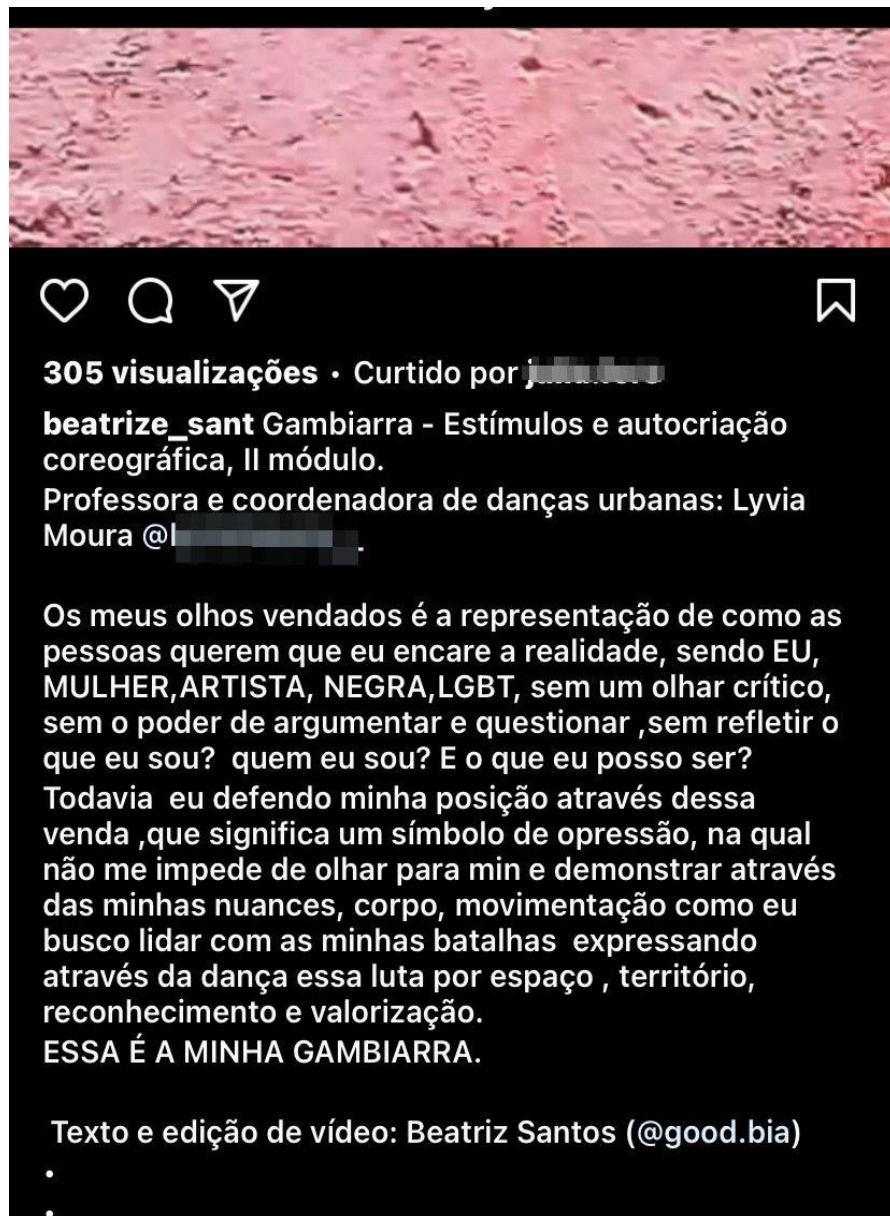 305 visualizações • Curtido por
beatrize_sant Gambiarra - Estímulos e autocriação
coreográfica, II módulo.
Professora e coordenadora de danças urbanas: Lyvia
Moura
Os meus olhos vendados é a representação de como as
pessoas querem que eu encare a realidade, sendo EU,
MULHER,ARTISTA, NEGRA,LGBT, sem um olhar crítico,
sem o poder de argumentar e questionar ,sem refletir o
que eu sou?  quem eu sou? E o que eu posso ser?
Todavia  eu defendo minha posição através dessa
venda ,que significa um símbolo de opressão, na qual
não me impede de olhar para min e demonstrar através
das minhas nuances, corpo, movimentação como eu
busco lidar com as minhas batalhas  expressando
através da dança essa luta por espaço , território,
reconhecimento e valorização.
ESSA É A MINHA GAMBIARRA.
Texto e edição de vídeo: Beatriz Santos (@good.bia)
•
•